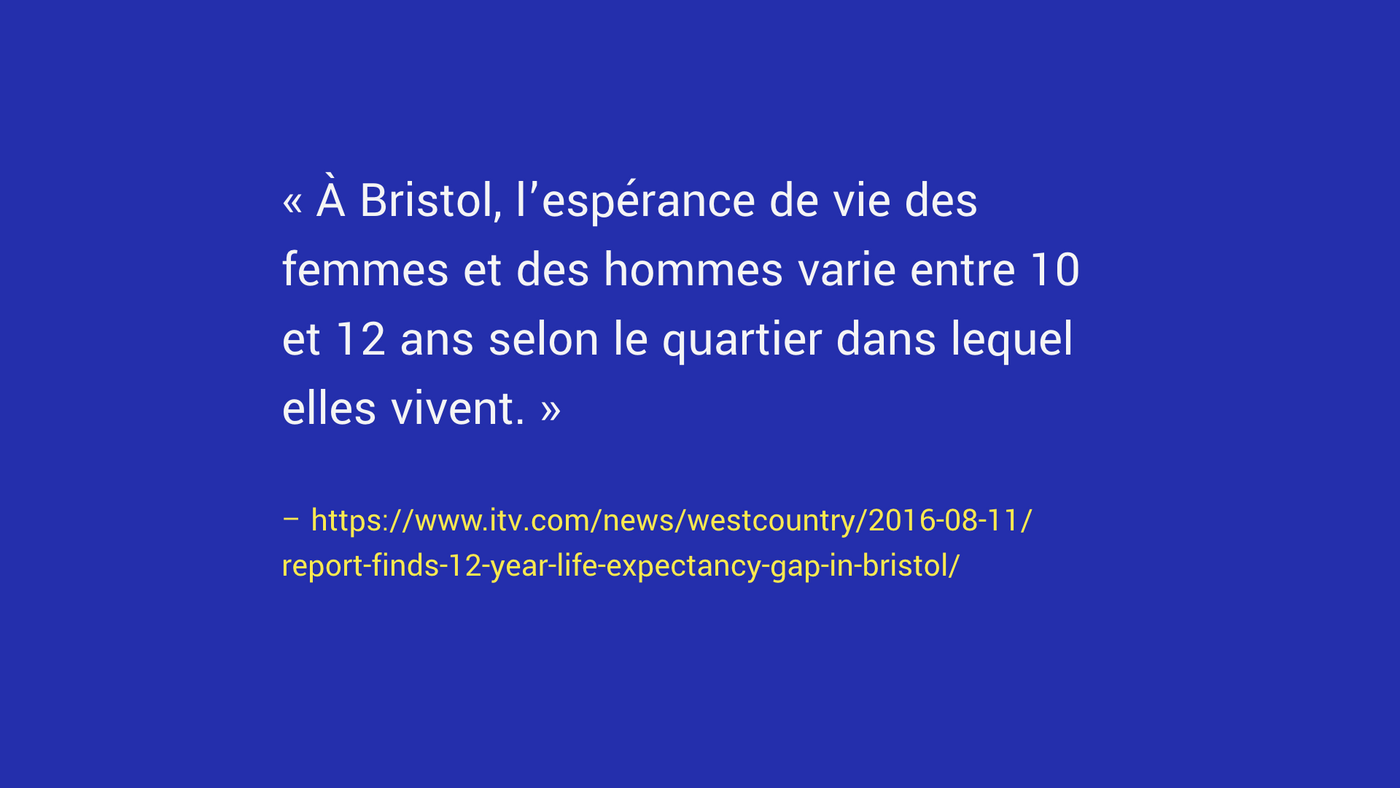 « À Bristol, l’espérance de vie des
femmes et des hommes varie entre 10
et 12 ans selon le quartier dans lequel
elles vivent. »
– https://www.itv.com/news/westcountry/2016-08-11/
report-finds-12-year-life-expectancy-gap-in-bristol/